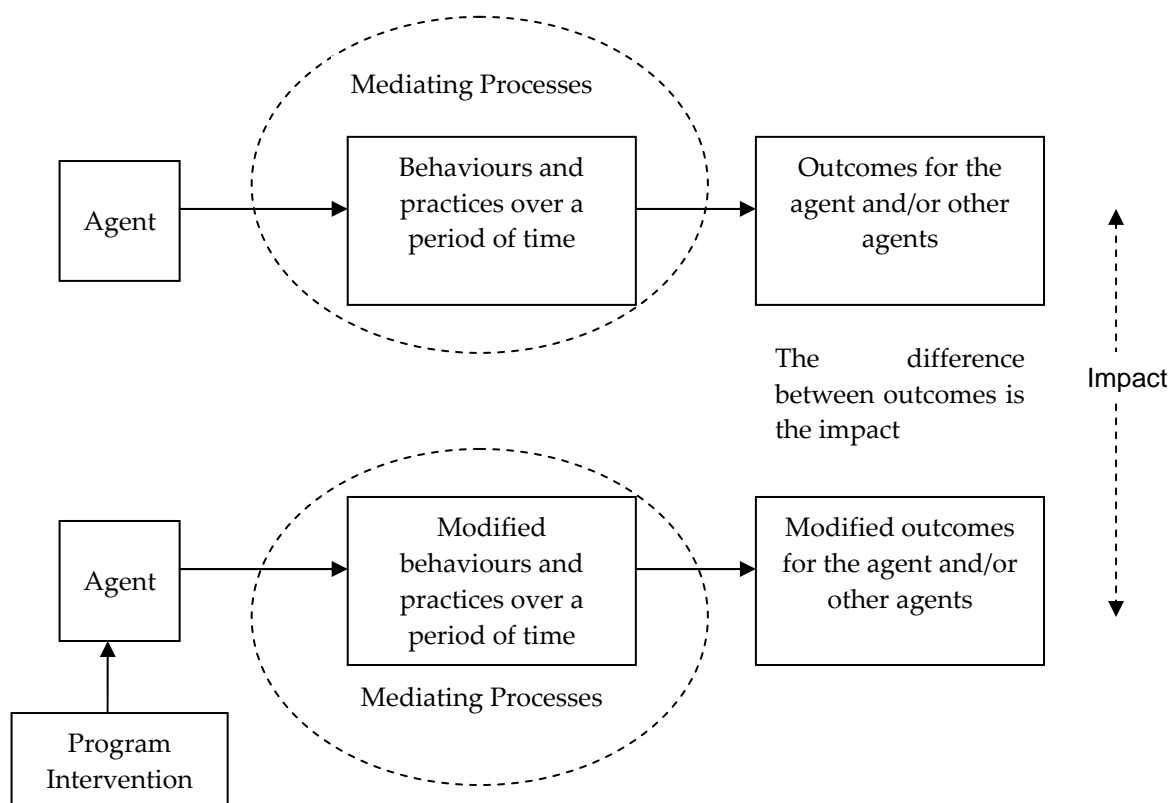 Mediating Processes
Agent
Behaviours and
practices over a
period of time
Outcomes for the
agent and/or other
agents
The difference
between outcomes is
the impact
Impact
Agent
Modified
behaviours and
practices over a
period of time
Modified outcomes
for the agent and/or
other agents
Mediating Processes
Program
Intervention